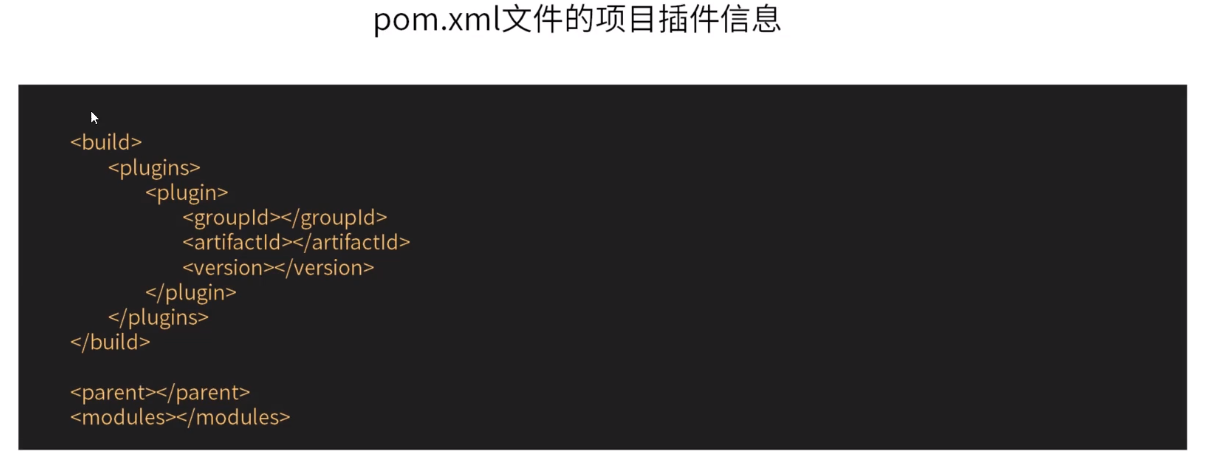 pom.xml文件的项目插件信息
<build>
<plugins>
<plugin>
<groupId></groupId>
<artifactId></artifactId>
<version></version>
</plugin>
</plugins>
</build>
<parent></parent>
<modules></modules>